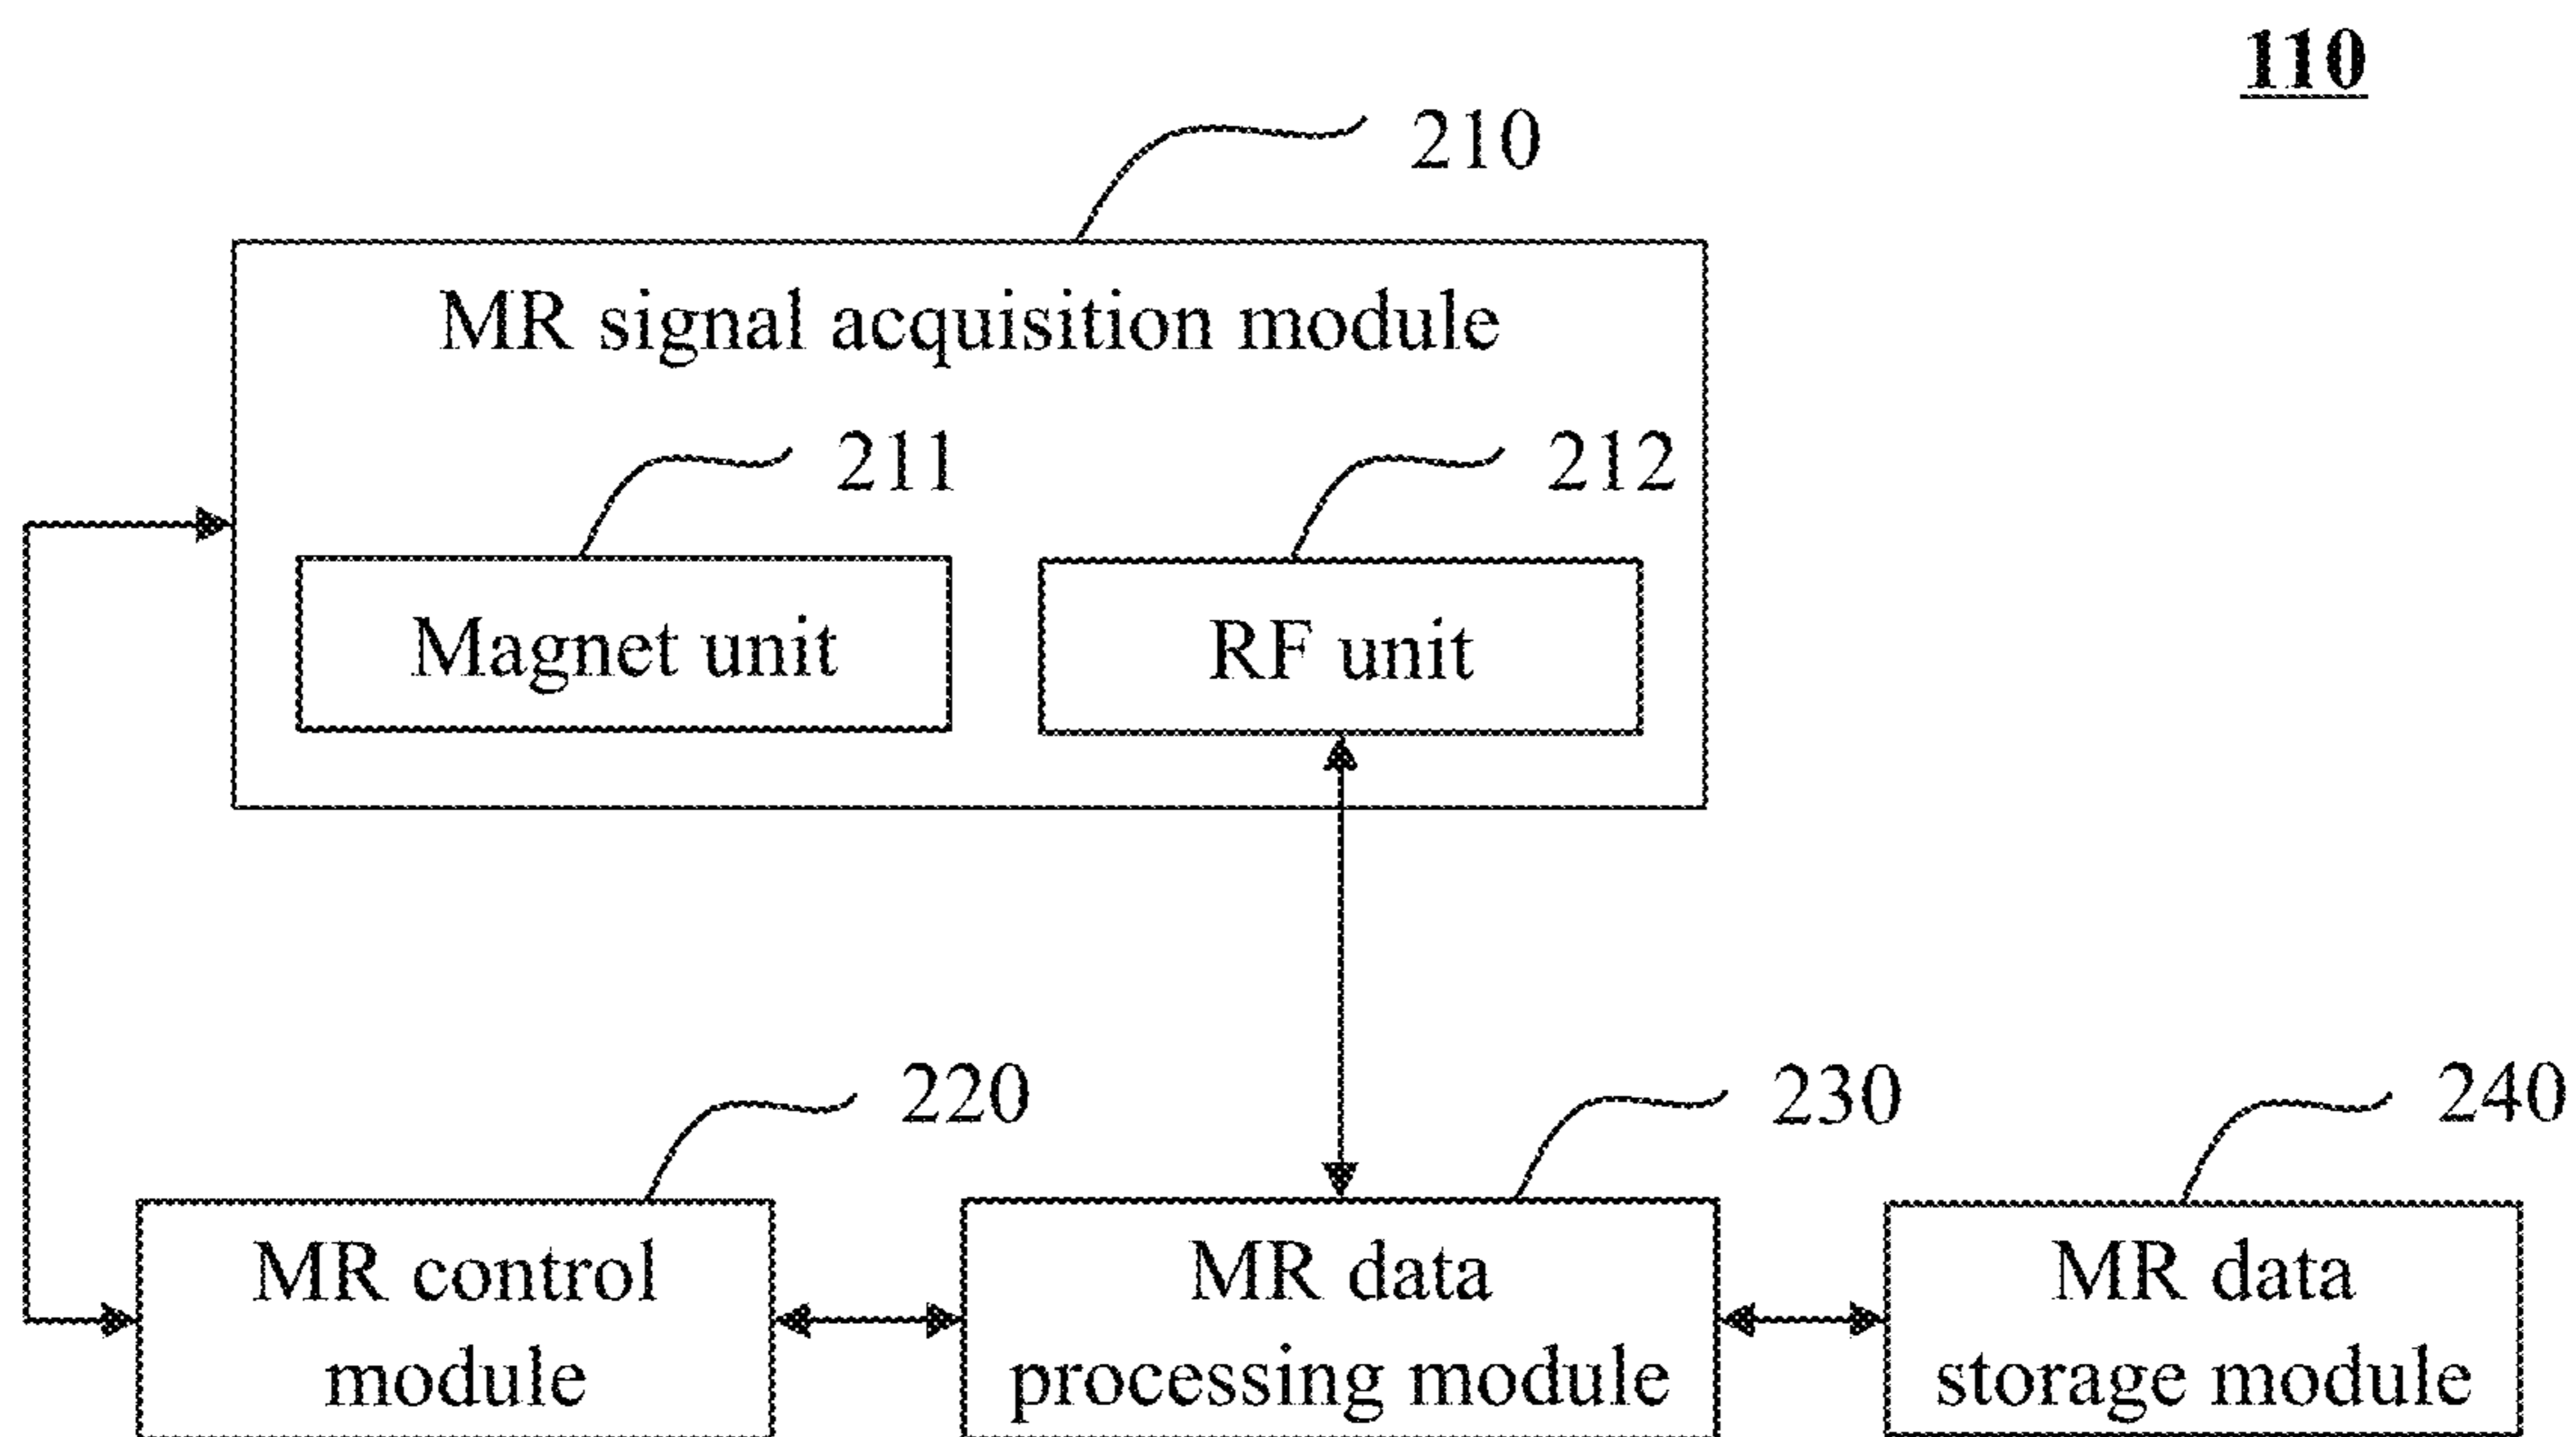 110
210
MR signal acquisition module
211
212
Magnet unit
RF unit
220
230
240
MR control
module
MR data
processing module
MR data
storage module